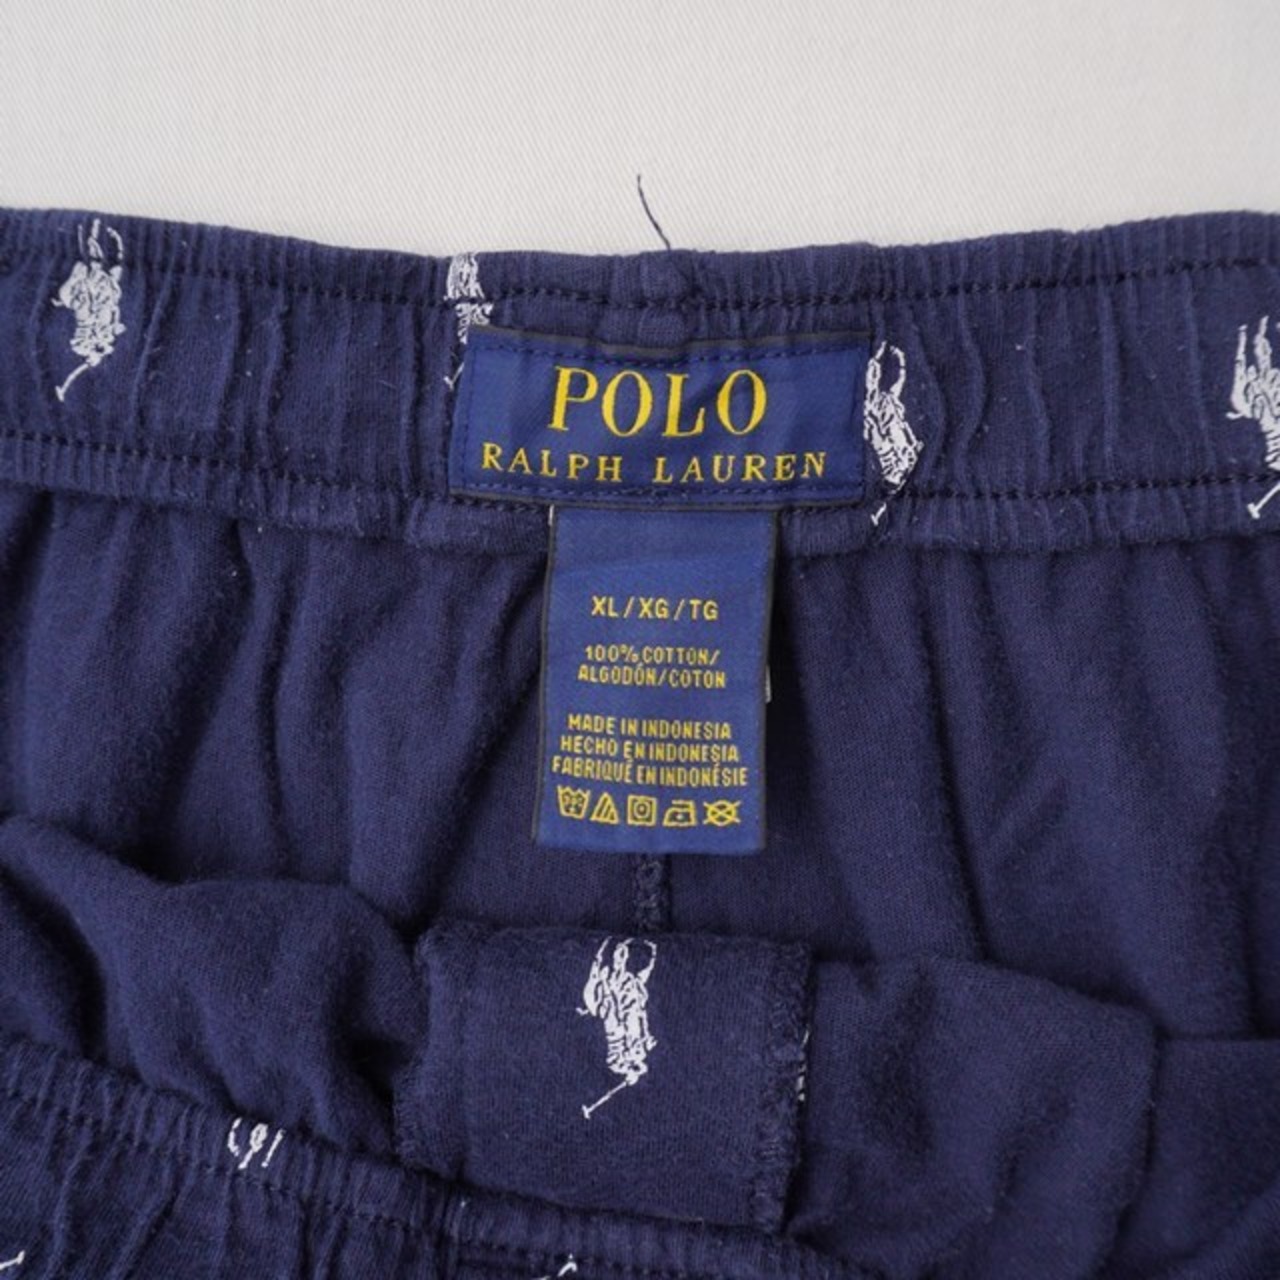 POLO
RALPH LAUREN
XL/XG/TG
100% COTTON/
ALGODÓN/COTON
MADE IN INDONESIA
HECHO EN INDONESIA
FABRIQUÉ EN INDONÉSIE